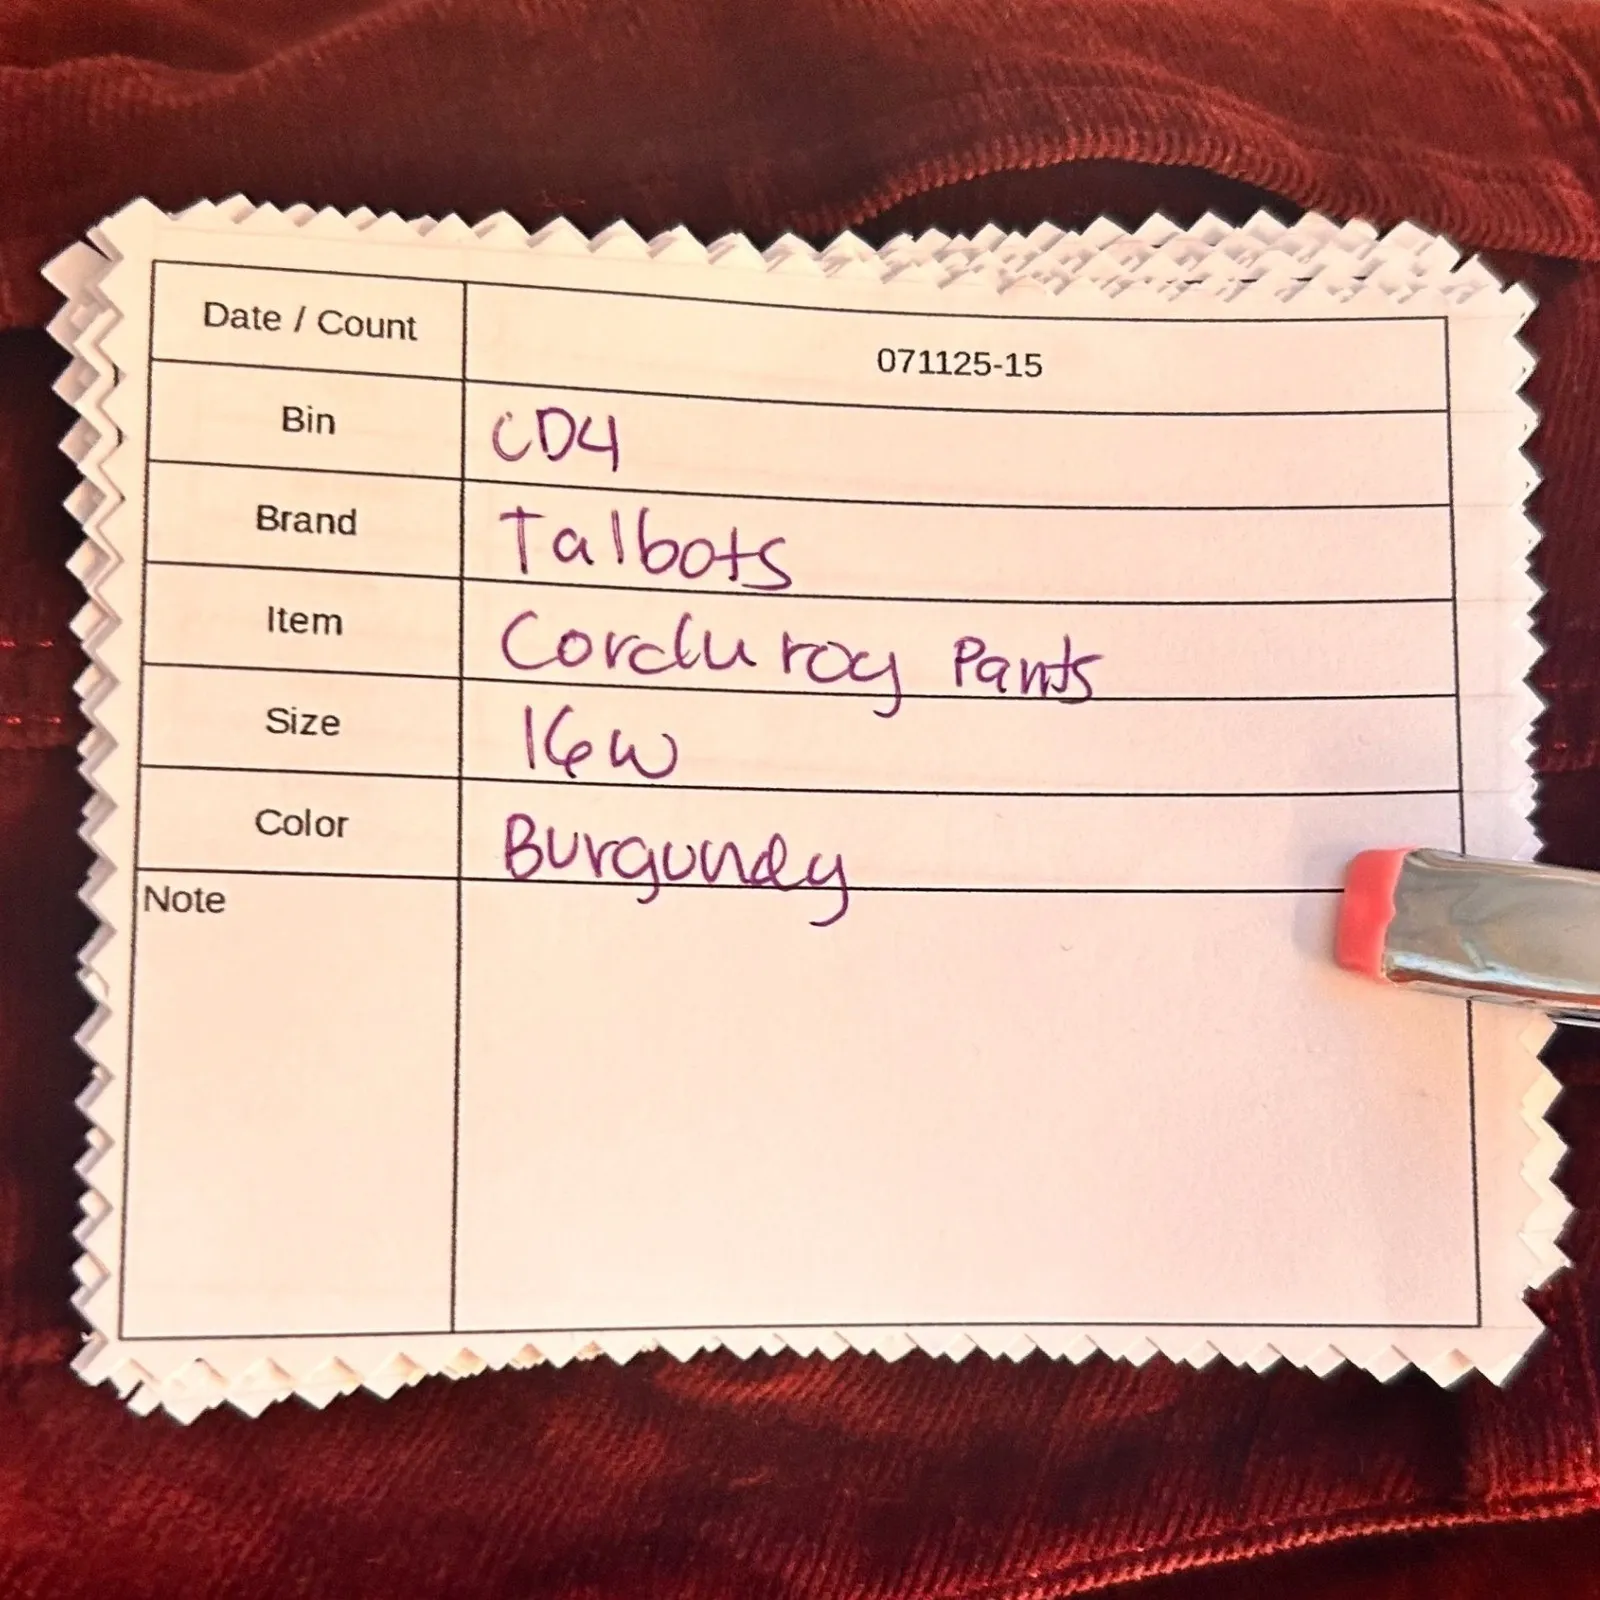 Date / Count 071125-15
Bin CD4
Brand Talbots
Item Corduroy Pants
Size 16W
Color Burgundy
Note